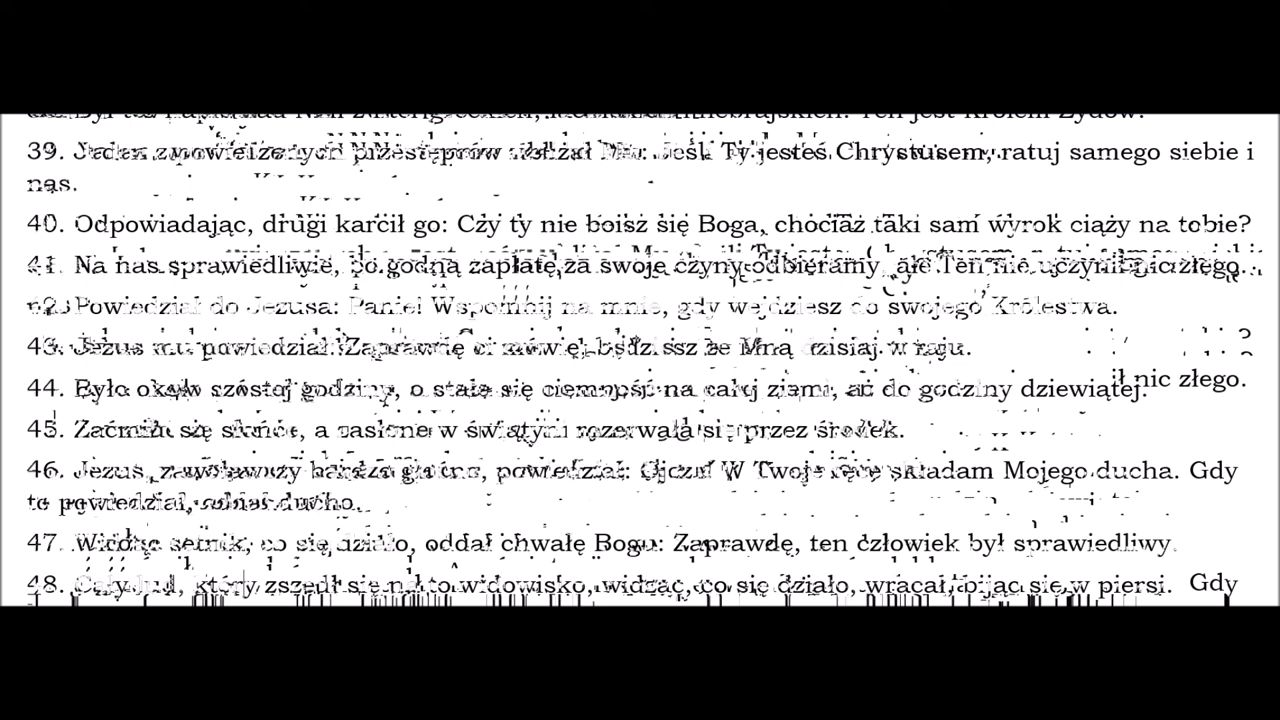 39. Jeden z powieszonych przestępców ubliżał Mu: Jeśli Ty jesteś Chrystusem, ratuj samego siebie i
nas.
40. Odpowiadając, drugi karcił go: Czy ty nie boisz się Boga, chociaż taki sam wyrok ciąży na tobie?
41. Na nas sprawiedliwie, bo godną zapłatę za swoje czyny odbieramy, ale Ten nie uczynił nic złego.
42. Powiedział do Jezusa: Panie! Wspomnij na mnie, gdy wejdziesz do swojego Królestwa.
43. Jezus mu powiedział: Zaprawdę ci mówię, będziesz ze Mną dzisiaj w raju.
ił nic złego.
44. Było około szóstej godziny, o stała się ciemność na całej ziemi, aż do godziny dziewiątej.
45. Zaćmiło się słońce, a zasłona w świątyni rozerwała się przez środek.
46. Jezus, zawoławszy bardzo głośno, powiedział: Ojcze! W Twoje ręce składam Mojego ducha. Gdy
to powiedział, oddał ducho.
47. Widząc setnik, co się działo, oddał chwałę Bogu: Zaprawdę, ten człowiek był sprawiedliwy
48. Cały lud, który zszedł się na to widowisko, widząc, co się działo, wracał, bijąc się w piersi. Gdy